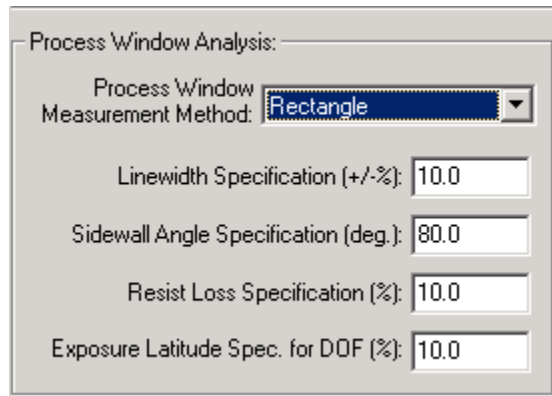 Process Window Analysis:
Process Window
Measurement Method: Rectangle
Linewidth Specification (+/-%): 10.0
Sidewall Angle Specification (deg.): 80.0
Resist Loss Specification (%): 10.0
Exposure Latitude Spec. for DOF (%): 10.0